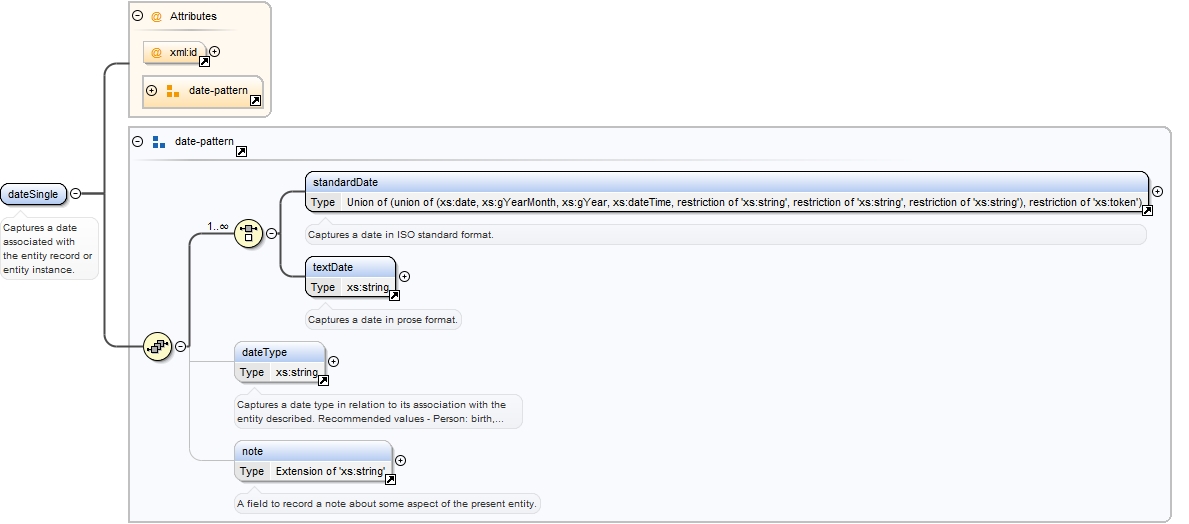 Attributes
@ xml:id
date-pattern
date-pattern
dateSingle
Captures a date
associated with
the entity record or
entity instance.
1..∞
standardDate
Type Union of (union of (xs:date, xs:gYearMonth, xs:gYear, xs:dateTime, restriction of 'xs:string', restriction of 'xs:string', restriction of 'xs:string'), restriction of 'xs:token')
Captures a date in ISO standard format.
textDate
Type xs:string
Captures a date in prose format.
dateType
Type xs:string
Captures a date type in relation to its association with the
entity described. Recommended values - Person: birth,...
note
Type Extension of 'xs:string'
A field to record a note about some aspect of the present entity.